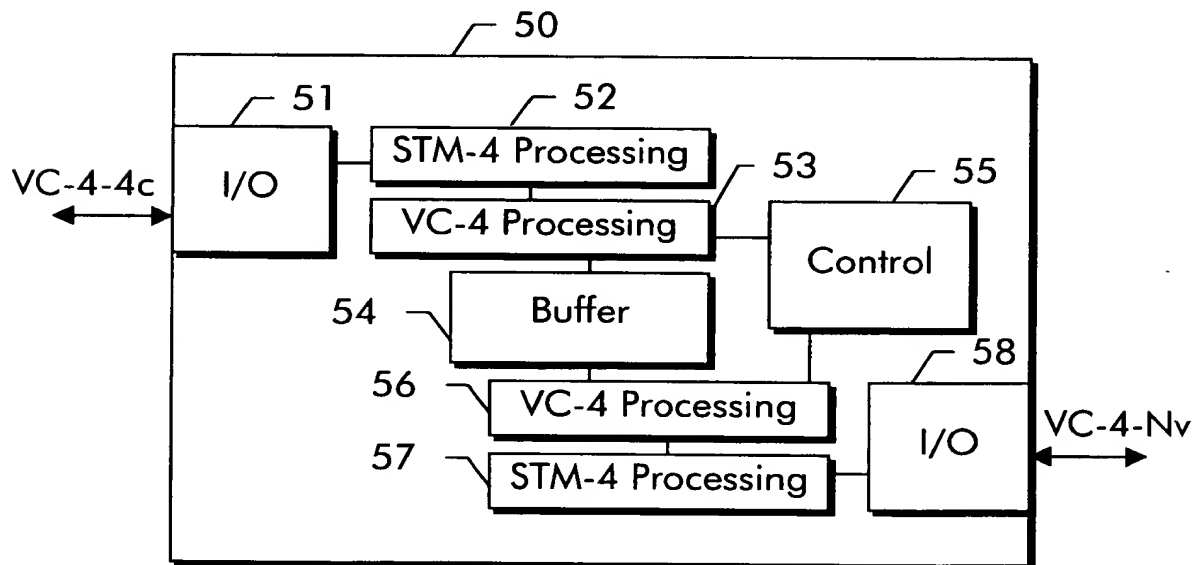 50
51
52
STM-4 Processing
53
55
VC-4-4c
I/O
VC-4 Processing
Control
54
Buffer
58
56
VC-4 Processing
VC-4-Nv
I/O
57
STM-4 Processing